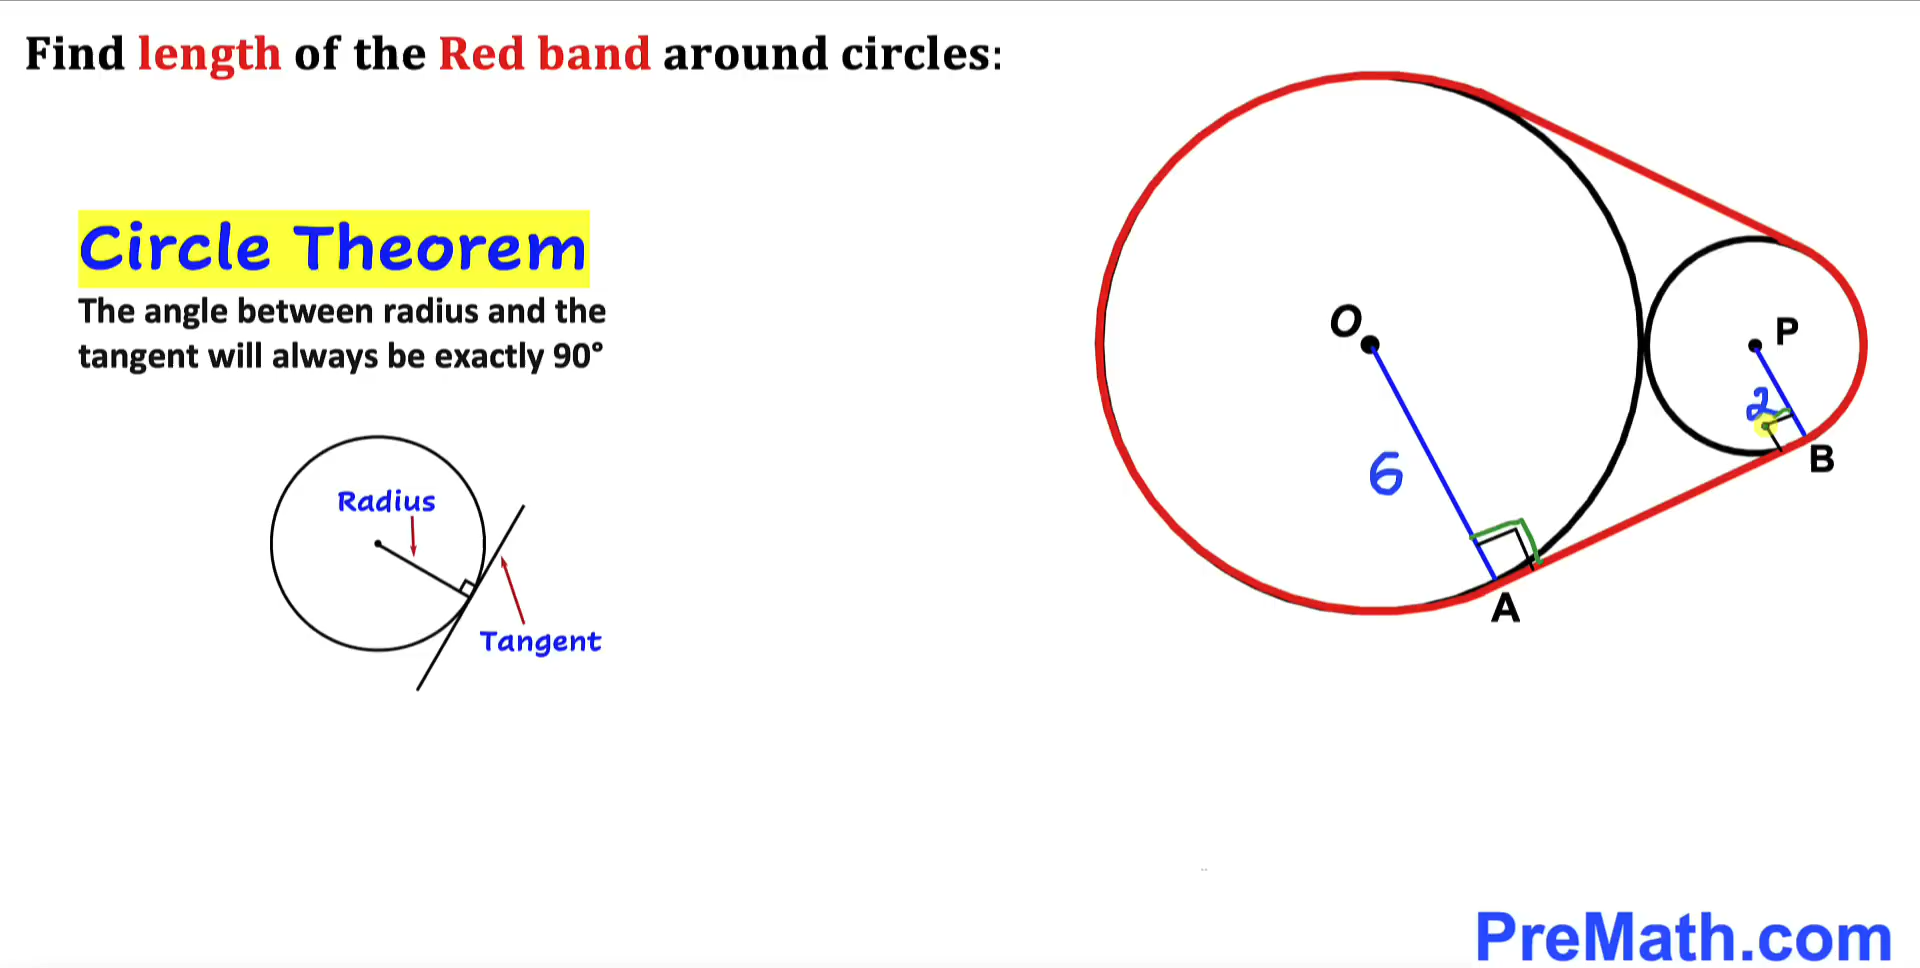 Find length of the Red band around circles:
Circle Theorem
The angle between radius and the
tangent will always be exactly 90°
Radius
Tangent
O
P
2
6
B
A
PreMath.com